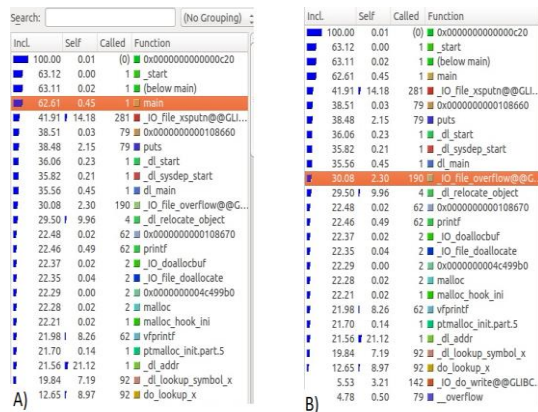 Search: (No Grouping)
Incl. Self Called Function
100.00 0.01 (0) 0x0000000000000c20
63.12 0.00 1 _start
63.11 0.02 1 (below main)
62.61 0.45 1 main
41.91 14.18 281 _IO_file_xsputn@@GLI...
38.51 0.03 79 0x0000000000108660
38.48 2.15 79 puts
36.06 0.23 1 _dl_start
35.82 0.21 1 _dl_sysdep_start
35.56 0.45 1 dl_main
30.08 2.30 190 _IO_file_overflow@@G...
29.50 9.96 4 _dl_relocate_object
22.48 0.02 62 0x0000000000108670
22.46 0.49 62 printf
22.37 0.02 2 _IO_doallocbuf
22.35 0.04 2 _IO_file_doallocate
22.29 0.00 2 0x00000000004c499b0
22.28 0.02 2 malloc
22.21 0.02 1 malloc_hook_ini
21.98 8.26 62 vfprintf
21.70 0.14 1 ptmalloc_init.part.5
21.56 21.12 1 _dl_addr
19.84 7.19 92 _dl_lookup_symbol_x
12.65 8.97 92 do_lookup_x
A)
Incl. Self Called Function
100.00 0.01 (0) 0x0000000000000c20
63.12 0.00 1 _start
63.11 0.02 1 (below main)
62.61 0.45 1 main
41.91 14.18 281 _IO_file_xsputn@@GLI...
38.51 0.03 79 0x0000000000108660
38.48 2.15 79 puts
36.06 0.23 1 _dl_start
35.82 0.21 1 _dl_sysdep_start
35.56 0.45 1 dl_main
30.08 2.30 190 _IO_file_overflow@@G...
29.50 9.96 4 _dl_relocate_object
22.48 0.02 62 0x0000000000108670
22.46 0.49 62 printf
22.37 0.02 2 _IO_doallocbuf
22.35 0.04 2 _IO_file_doallocate
22.29 0.00 2 0x00000000004c499b0
22.28 0.02 2 malloc
22.21 0.02 1 malloc_hook_ini
21.98 8.26 62 vfprintf
21.70 0.14 1 ptmalloc_init.part.5
21.56 21.12 1 _dl_addr
19.84 7.19 92 _dl_lookup_symbol_x
12.65 8.97 92 do_lookup_x
5.53 3.21 142 _IO_do_write@@GLIBC.
4.78 0.50 79 __overflow
B)